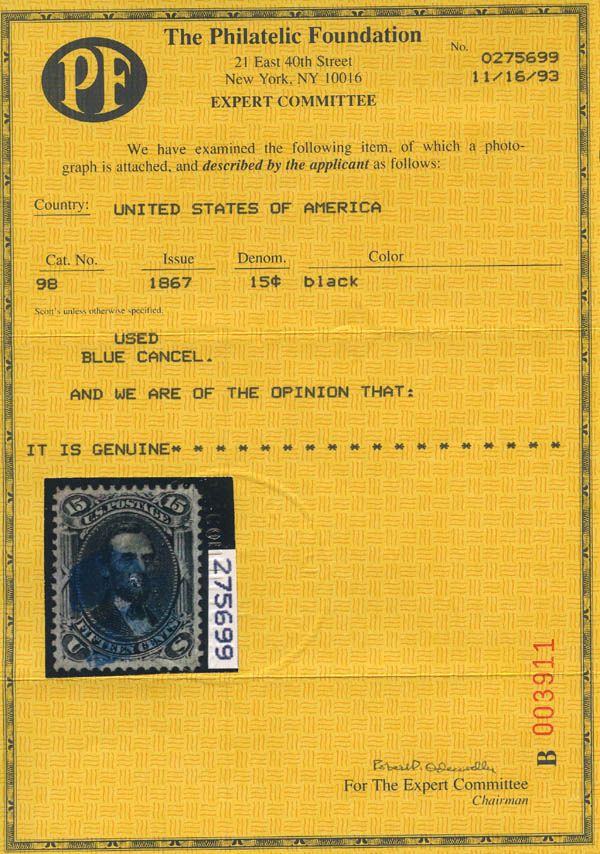 PF
The Philatelic Foundation
21 East 40th Street
New York, NY 10016
EXPERT COMMITTEE
No. 0275699
11/16/93
We have examined the following item, of which a photo-
graph is attached, and described by the applicant as follows:
Country: UNITED STATES OF AMERICA
Cat. No. Issue Denom. Color
98 1867 15¢ black
Scott's unless otherwise specified.
USED
BLUE CANCEL.
AND WE ARE OF THE OPINION THAT:
IT IS GENUINE* * * * * * * * * * * * * * * * * *
15 15
U.S. POSTAGE
FIFTEEN CENTS
U S
275699
B 003911
For The Expert Committee
Chairman